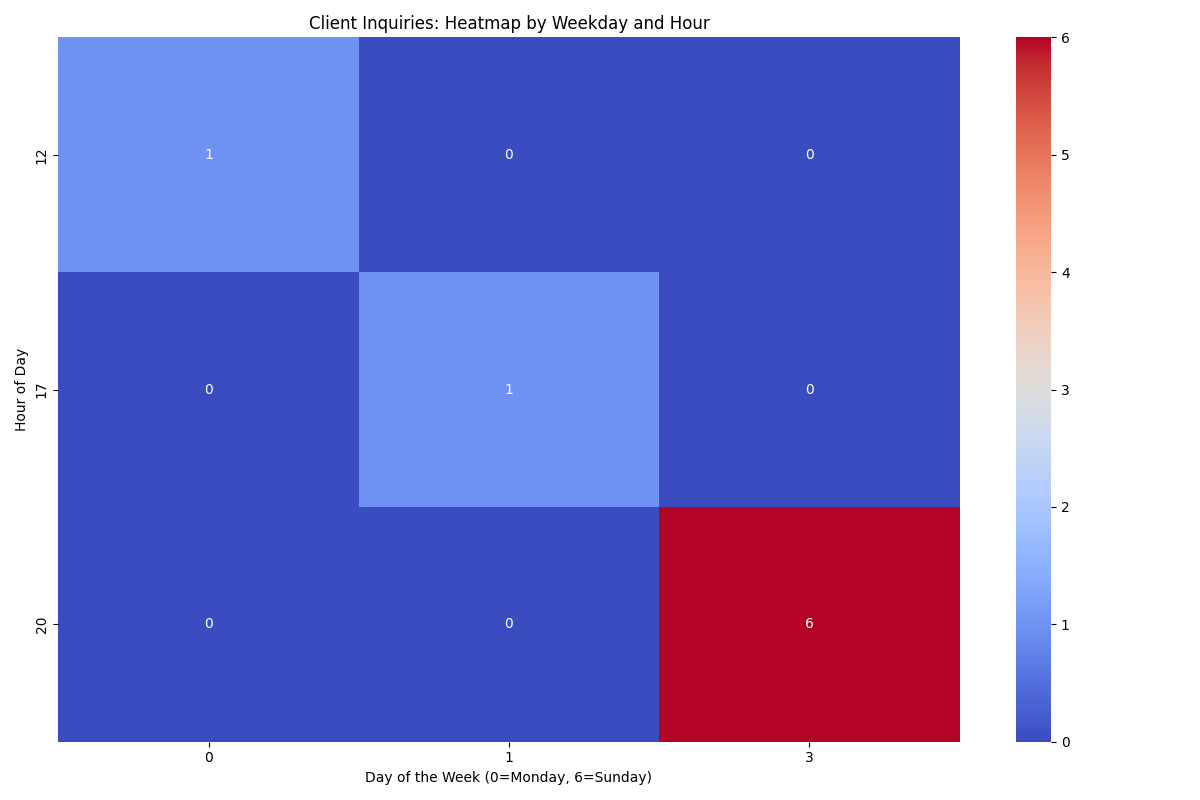 Client Inquiries: Heatmap by Weekday and Hour
6
5
4
3
2
1
0
Hour of Day
12
1 0 0
17
0 1 0
20
0 0 6
0 1 3
Day of the Week (0=Monday, 6=Sunday)